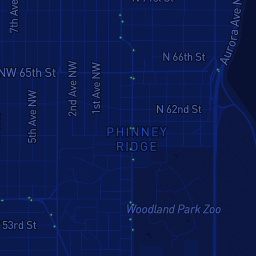 7th Ave NW
Aurora Ave N
N 66th St
NW 65th St
2nd Ave NW
1st Ave NW
5th Ave NW
N 62nd St
PHINNEY
RIDGE
Woodland Park Zoo
53rd St